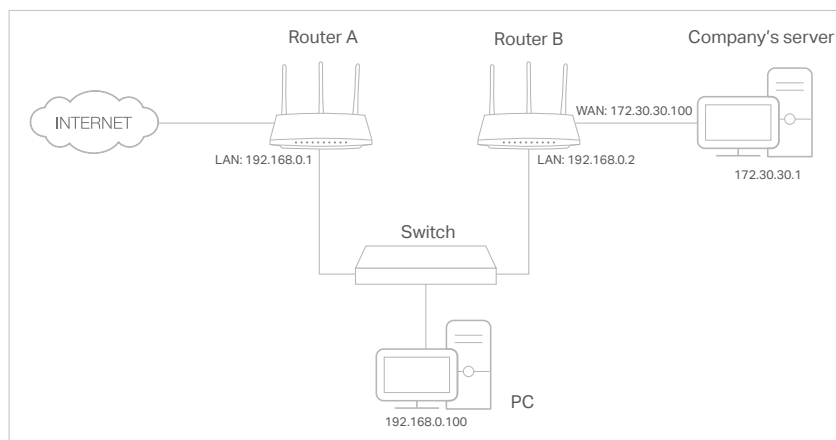 Router A
Router B
Company's server
INTERNET
WAN: 172.30.30.100
LAN: 192.168.0.1
LAN: 192.168.0.2
172.30.30.1
Switch
PC
192.168.0.100